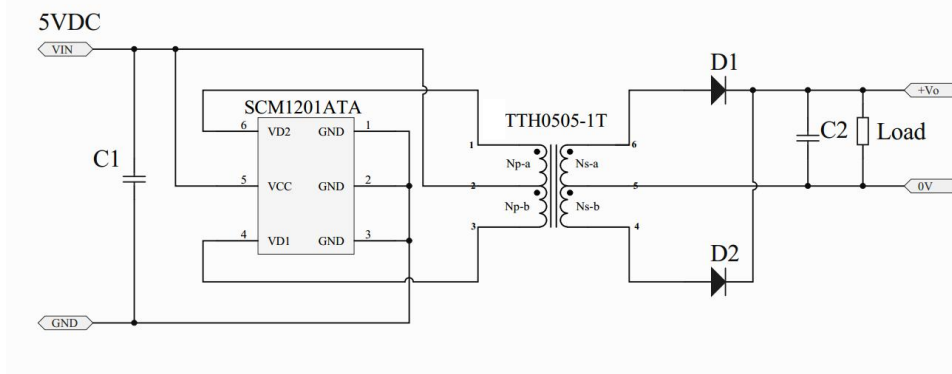 5VDC
VIN
D1
+Vo
SCM1201ATA
TTH0505-1T
6 VD2 GND 1
1
6
C2
Load
C1
Np-a
Ns-a
5 VCC GND 2
2
5
0V
Np-b
Ns-b
4 VD1 GND 3
3
4
D2
GND